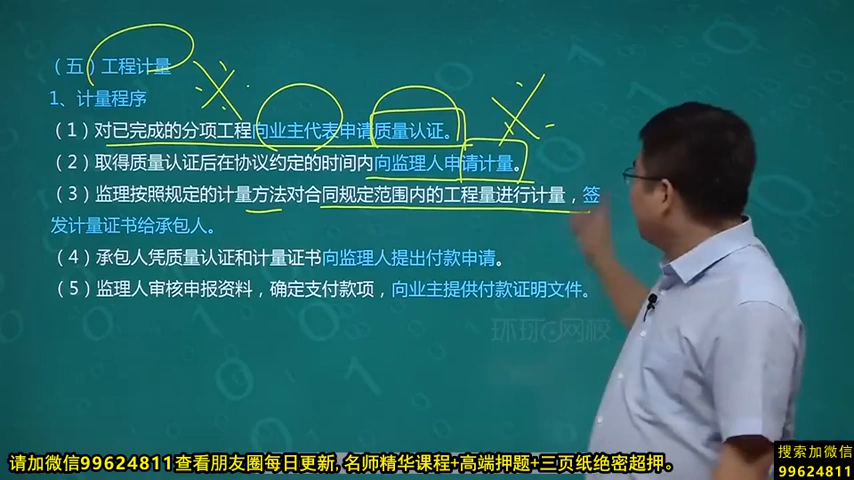 （五）工程计量
1、计量程序
（1）对已完成的分项工程向业主代表申请质量认证。
（2）取得质量认证后在协议约定的时间内向监理人申请计量。
（3）监理按照规定的计量方法对合同规定范围内的工程量进行计量，签
发计量证书给承包人。
（4）承包人凭质量认证和计量证书向监理人提出付款申请。
（5）监理人审核申报资料，确定支付款项，向业主提供付款证明文件。
环球网校
请加微信99624811查看朋友圈每日更新,名师精华课程+高端押题+三页纸绝密超押。
搜索加微信
99624811